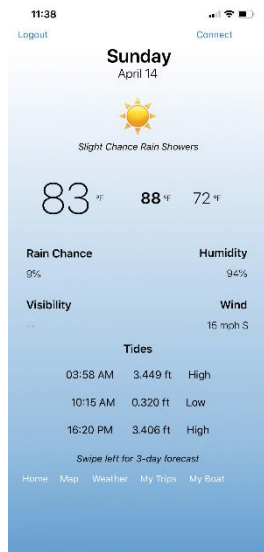 11:38
Logout Connect
Sunday
April 14
Slight Chance Rain Showers
83 °F 88 °F 72 °F
Rain Chance Humidity
9% 94%
Visibility Wind
-- 15 mph S
Tides
03:58 AM 3.449 ft High
10:15 AM 0.320 ft Low
16:20 PM 3.406 ft High
Swipe left for 3-day forecast
Home Map Weather My Trips My Boat